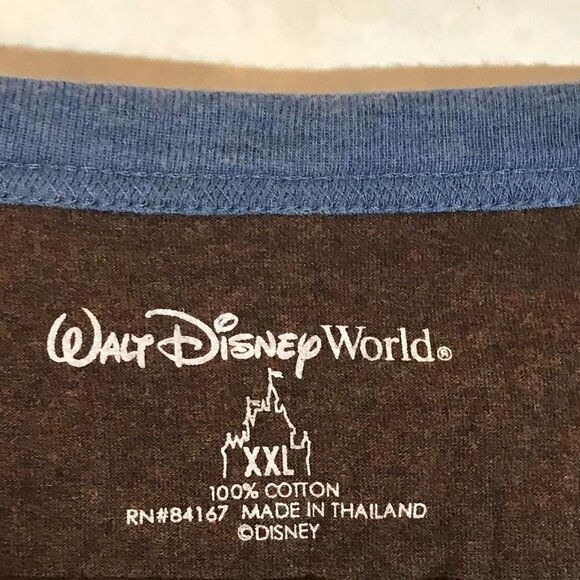 WALT DISNEY World®
XXL
100% COTTON
RN#84167 MADE IN THAILAND
©DISNEY